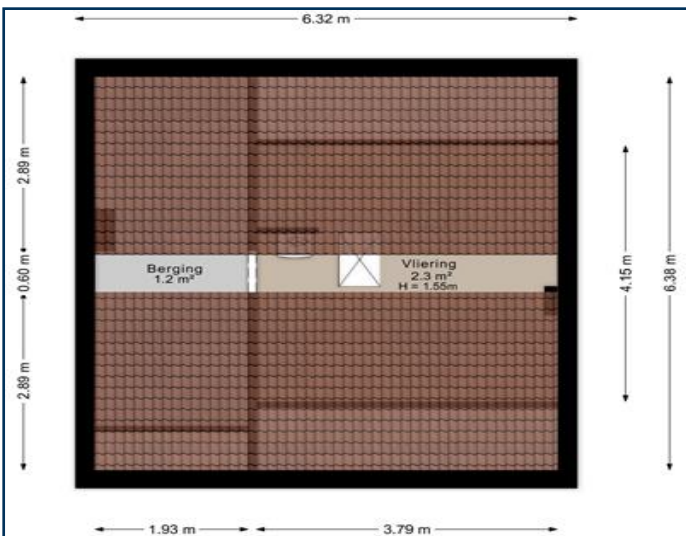 6.32 m
2.89 m
0.60 m
2.89 m
Berging
1.2 m²
Vliering
2.3 m²
H = 1.55m
4.15 m
6.38 m
1.93 m
3.79 m